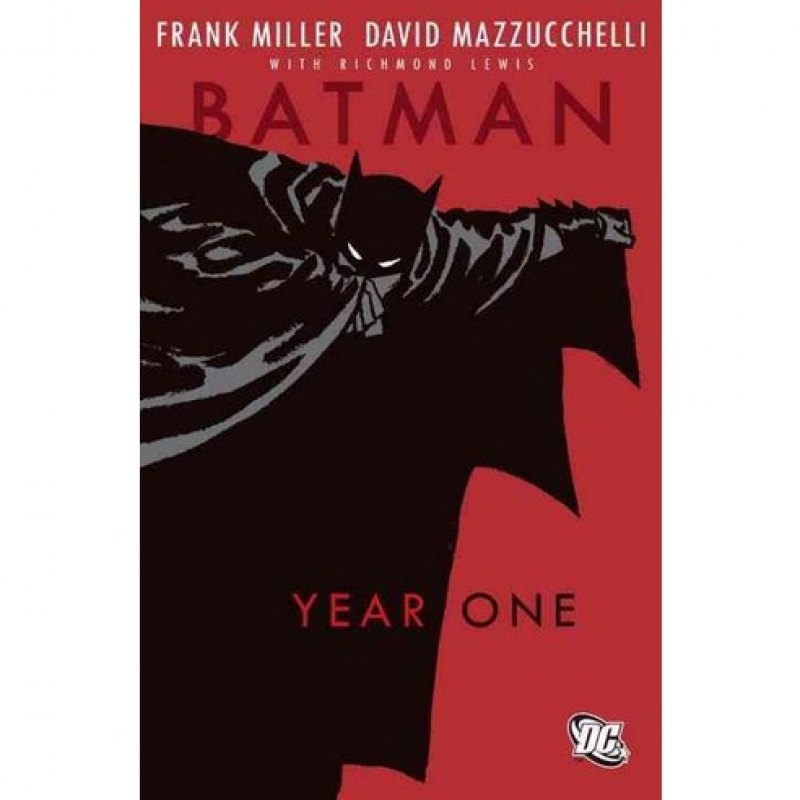 FRANK MILLER DAVID MAZZUCCHELLI
WITH RICHMOND LEWIS
BATMAN
YEAR ONE
DC